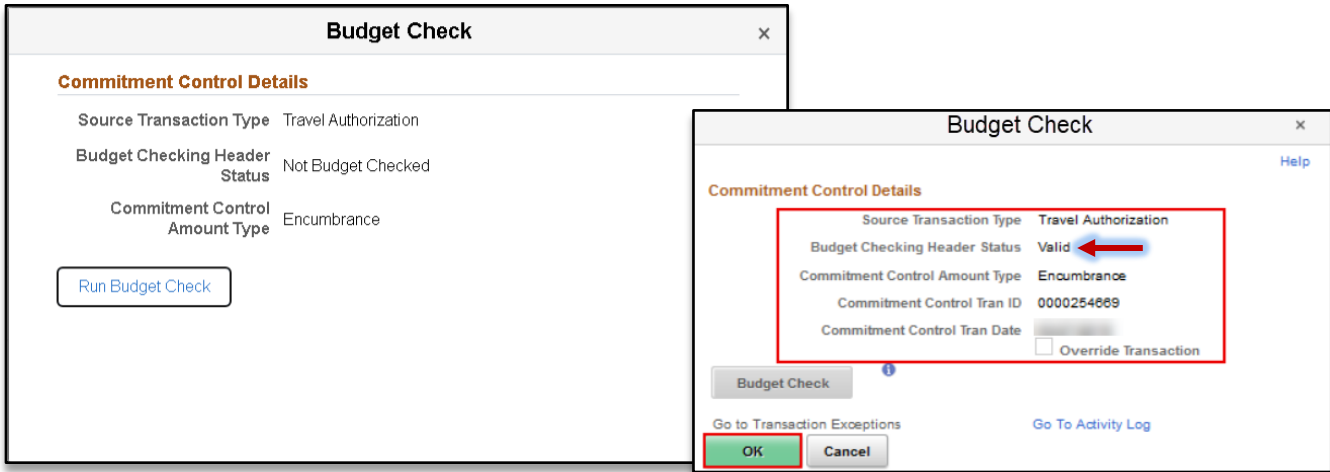 Budget Check ×
Commitment Control Details
Source Transaction Type Travel Authorization
Budget Checking Header
Status Not Budget Checked
Commitment Control
Amount Type Encumbrance
Run Budget Check
Budget Check ×
Help
Commitment Control Details
Source Transaction Type Travel Authorization
Budget Checking Header Status Valid
Commitment Control Amount Type Encumbrance
Commitment Control Tran ID 0000254669
Commitment Control Tran Date
Override Transaction
Budget Check
Go to Transaction Exceptions Go To Activity Log
OK Cancel